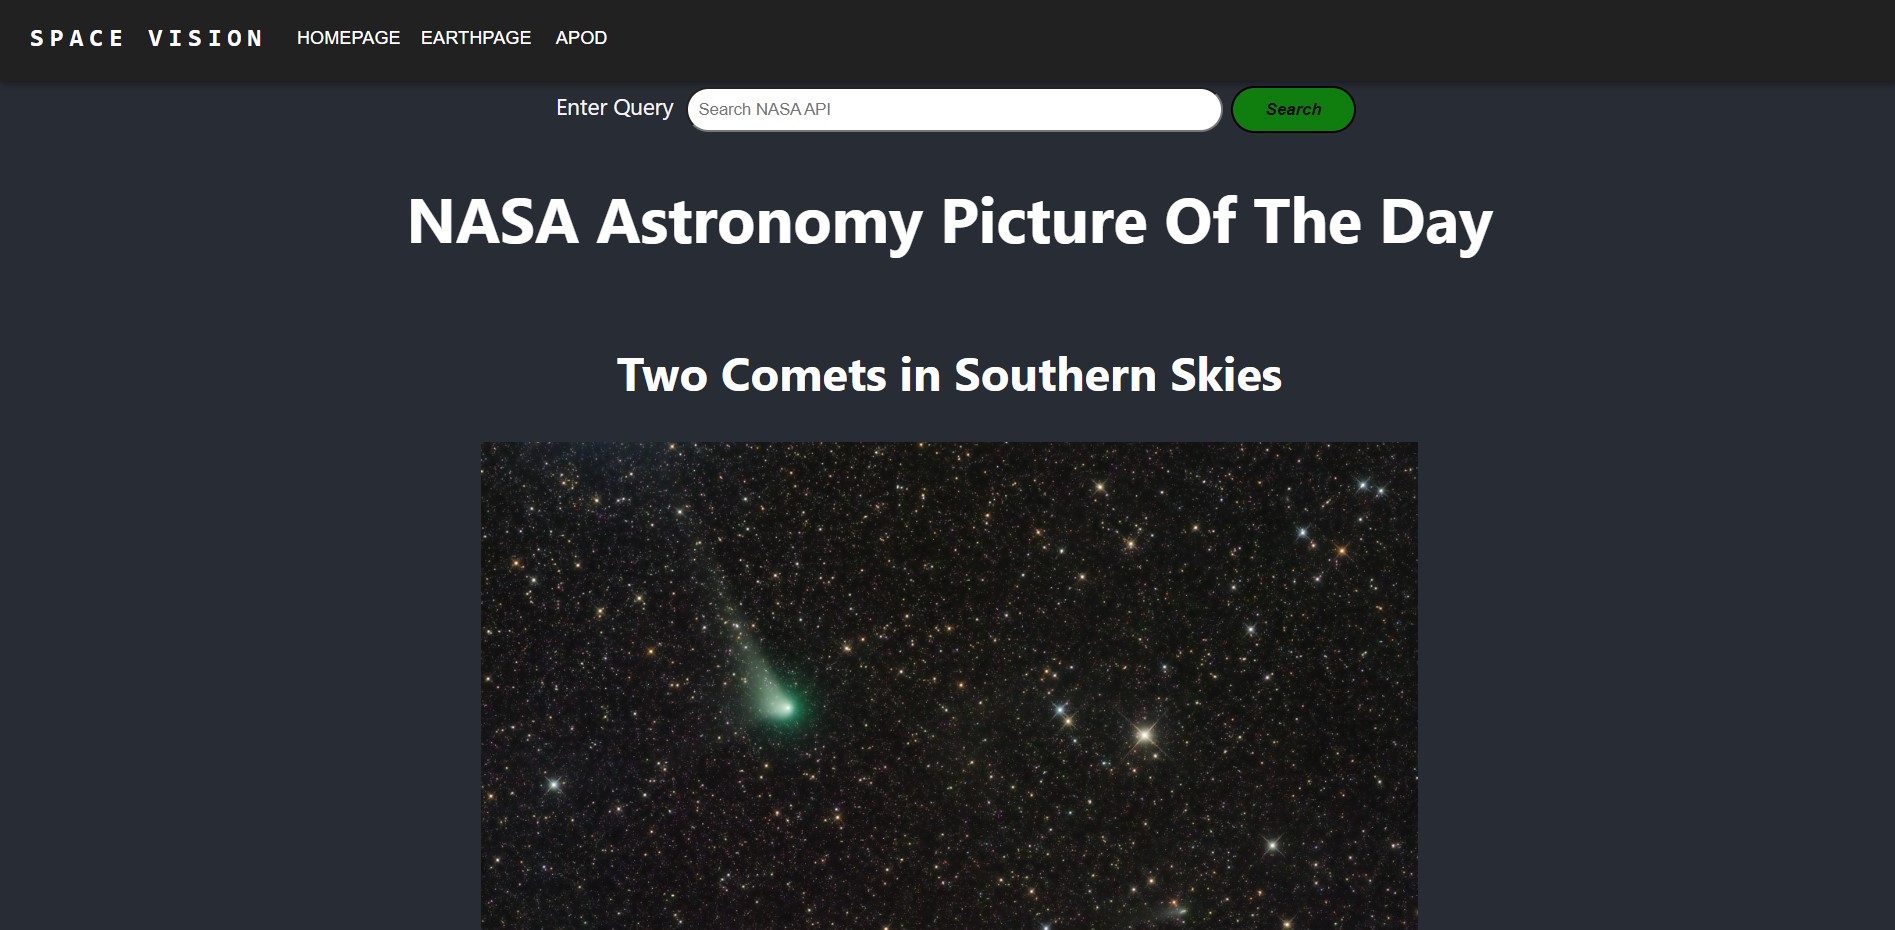 SPACE VISION HOMEPAGE EARTHPAGE APOD
Enter Query Search NASA API Search
NASA Astronomy Picture Of The Day
Two Comets in Southern Skies